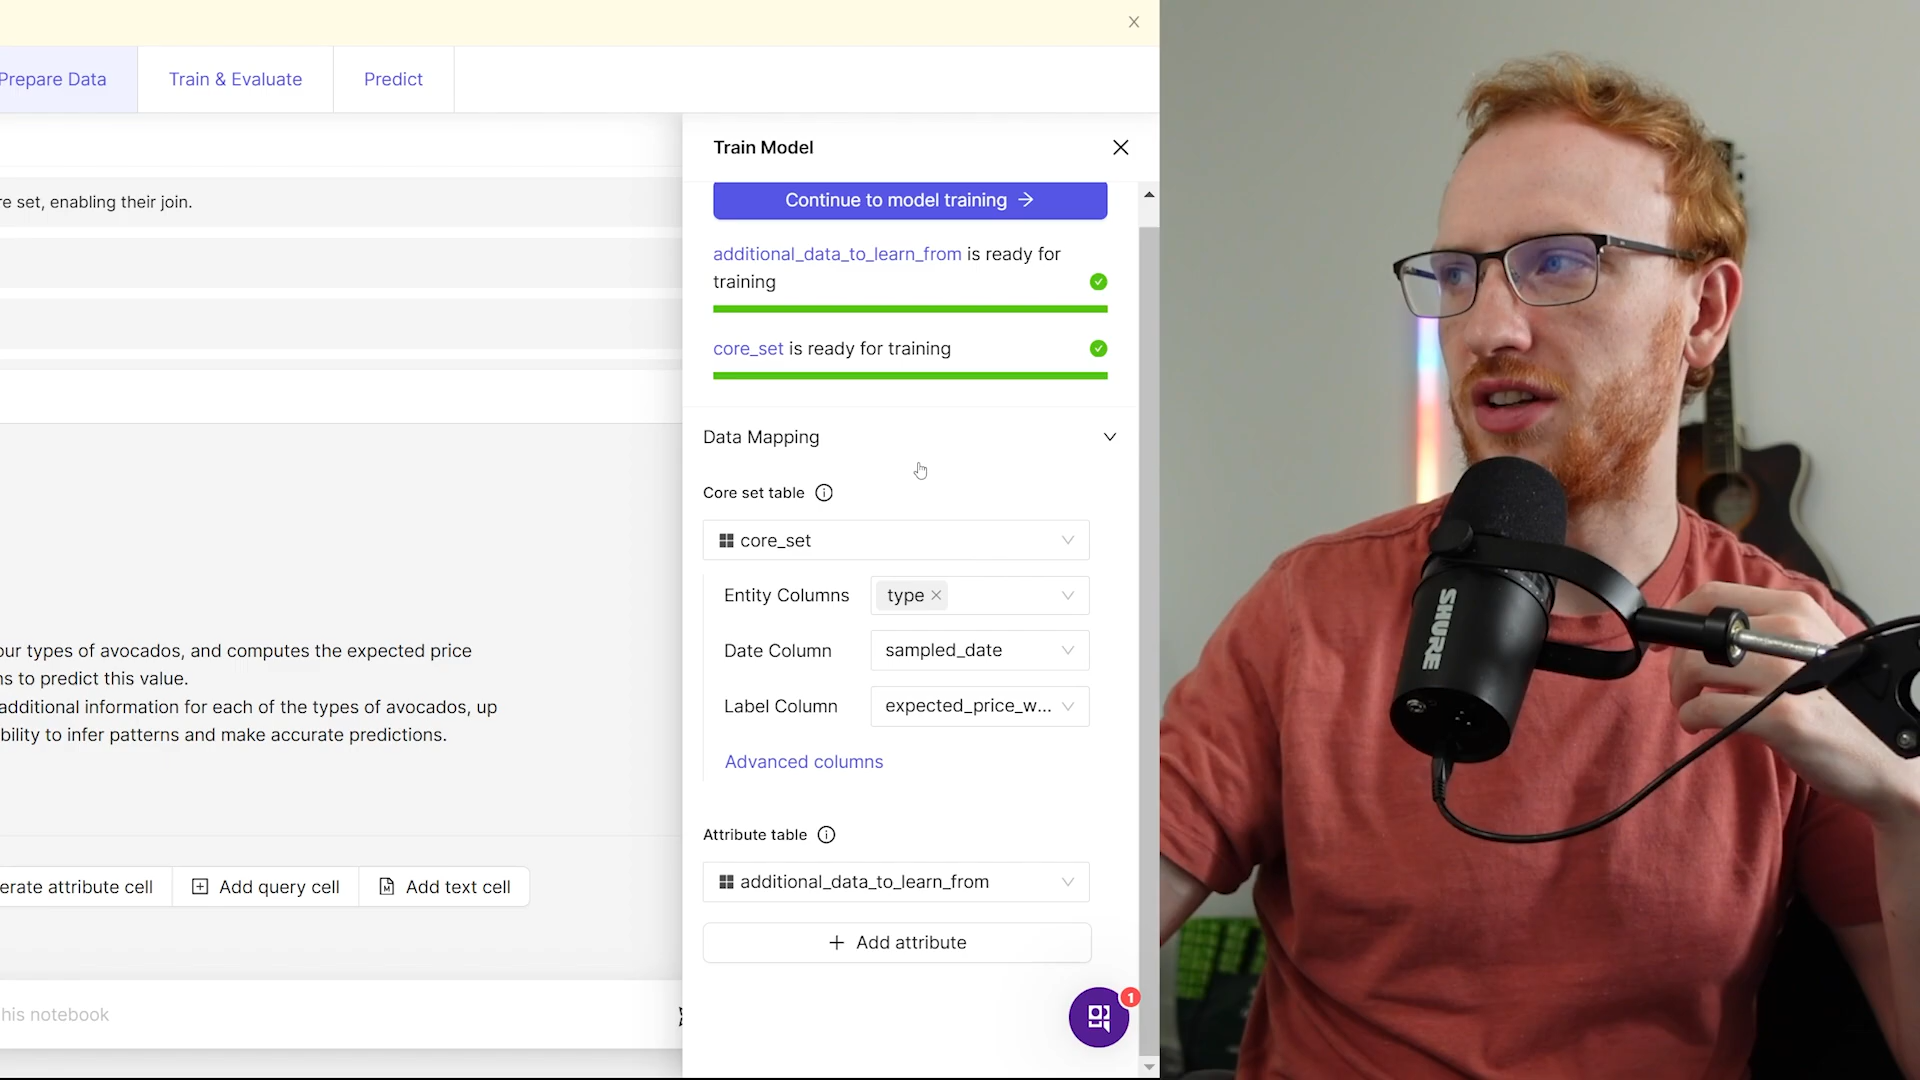 Prepare Data
Train & Evaluate
Predict
Train Model
Continue to model training
re set, enabling their join.
additional_data_to_learn_from is ready for
training
core_set is ready for training
Data Mapping
Core set table
core_set
Entity Columns type
Date Column sampled_date
Label Column expected_price_w...
Advanced columns
our types of avocados, and computes the expected price
ns to predict this value.
additional information for each of the types of avocados, up
bility to infer patterns and make accurate predictions.
Attribute table
additional_data_to_learn_from
erate attribute cell
Add query cell
Add text cell
+ Add attribute
his notebook
1
SHURE